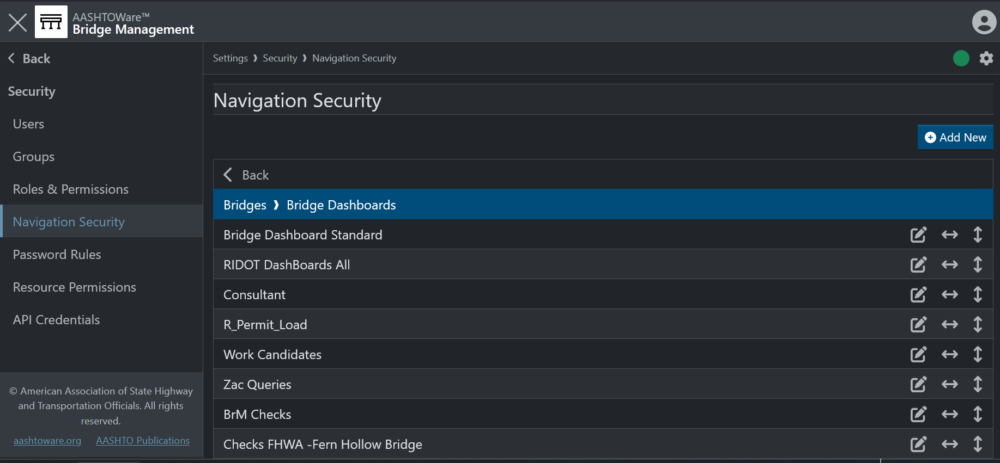 AASHTOWare™
Bridge Management
Back
Security
Users
Groups
Roles & Permissions
Navigation Security
Password Rules
Resource Permissions
API Credentials
© American Association of State Highway
and Transportation Officials. All rights
reserved.
aashtoware.org AASHTO Publications
Settings ❱ Security ❱ Navigation Security
Navigation Security
Add New
Back
Bridges ❱ Bridge Dashboards
Bridge Dashboard Standard
RIDOT DashBoards All
Consultant
R_Permit_Load
Work Candidates
Zac Queries
BrM Checks
Checks FHWA -Fern Hollow Bridge